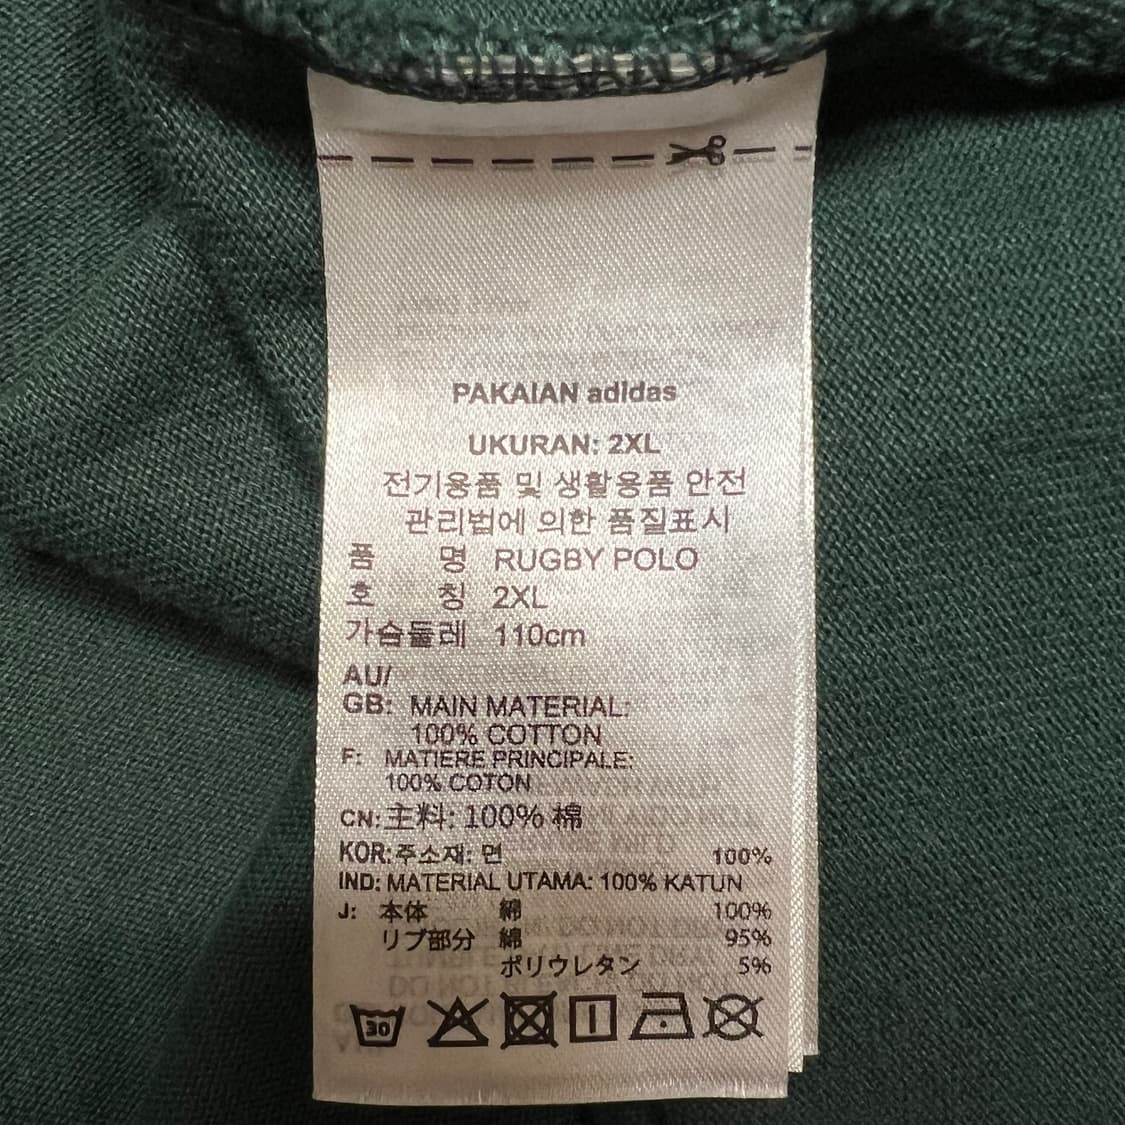 PAKAIAN adidas
UKURAN: 2XL
전기용품 및 생활용품 안전
관리법에 의한 품질표시
품 명 RUGBY POLO
호 칭 2XL
가슴둘레 110cm
AU/
GB: MAIN MATERIAL:
100% COTTON
F: MATIERE PRINCIPALE:
100% COTON
CN: 主料: 100% 棉
KOR: 주소재: 면 100%
IND: MATERIAL UTAMA: 100% KATUN
J: 本体 綿 100%
リブ部分 綿 95%
ポリウレタン 5%
30